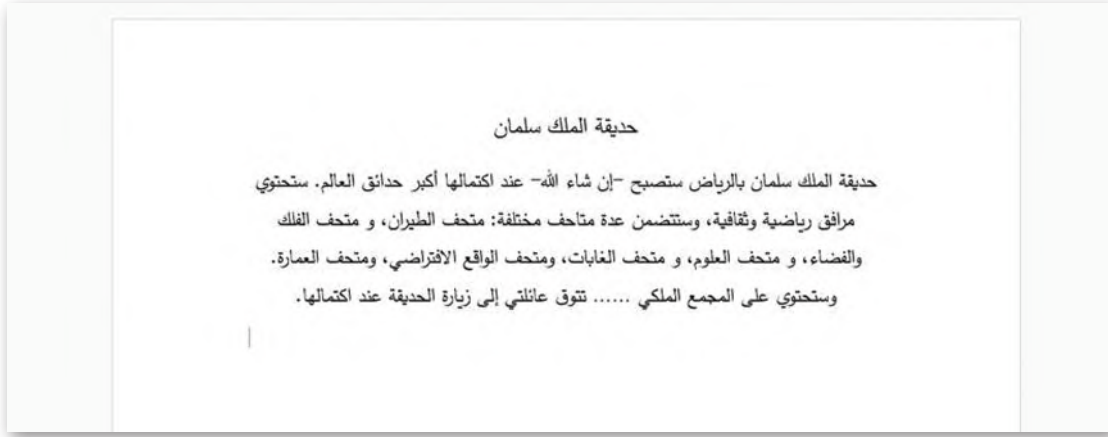 حديقة الملك سلمان
حديقة الملك سلمان بالرياض ستصبح –إن شاء الله– عند اكتمالها أكبر حدائق العالم. ستحتوي
مرافق رياضية وثقافية، وستتضمن عدة متاحف مختلفة: متحف الطيران، و متحف الفلك
والفضاء، و متحف العلوم، و متحف الغابات، ومتحف الواقع الافتراضي، ومتحف العمارة.
وستحتوي على المجمع الملكي ...... تتوق عائلتي إلى زيارة الحديقة عند اكتمالها.